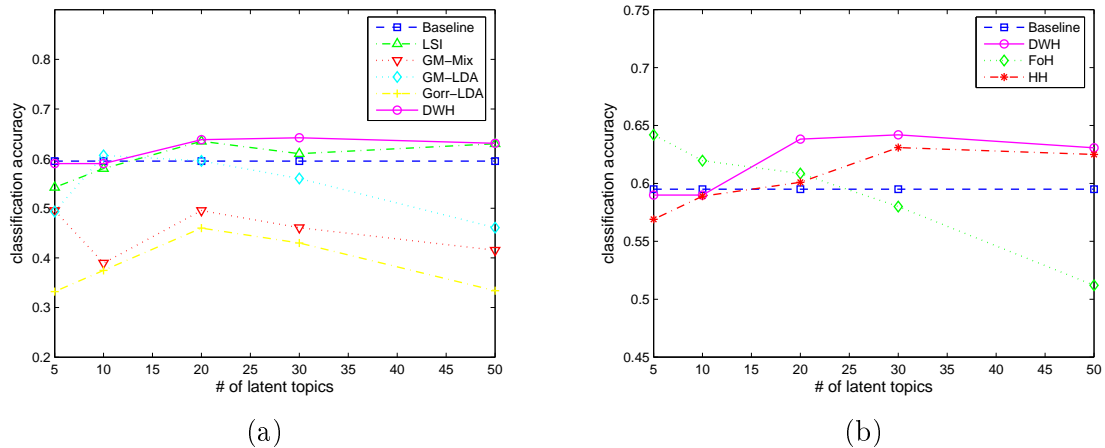 Baseline
LSI
GM-Mix
GM-LDA
Gorr-LDA
DWH
0.8
0.7
0.6
0.5
0.4
0.3
0.2
classification accuracy
5 10 15 20 25 30 35 40 45 50
# of latent topics
(a)
0.75
Baseline
DWH
FoH
HH
0.7
0.65
0.6
0.55
0.5
0.45
classification accuracy
5 10 15 20 25 30 35 40 45 50
# of latent topics
(b)